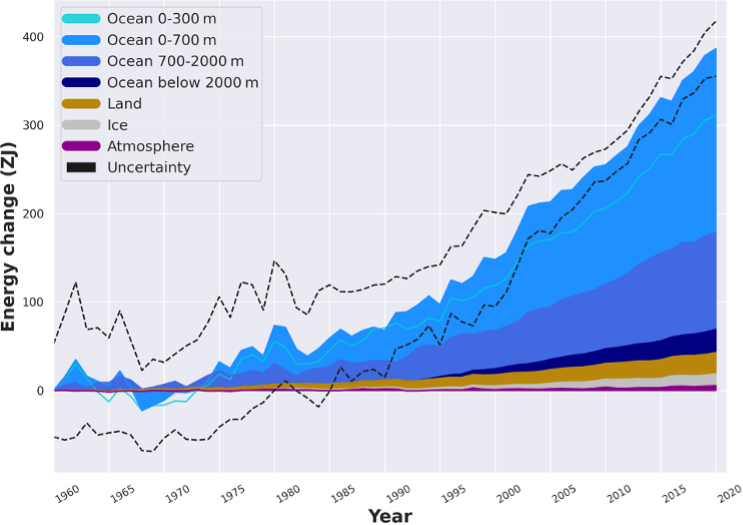 Ocean 0-300 m
Ocean 0-700 m
Ocean 700-2000 m
Ocean below 2000 m
Land
Ice
Atmosphere
Uncertainty
Energy change (ZJ)
400
300
200
100
0
1960 1965 1970 1975 1980 1985 1990 1995 2000 2005 2010 2015 2020
Year